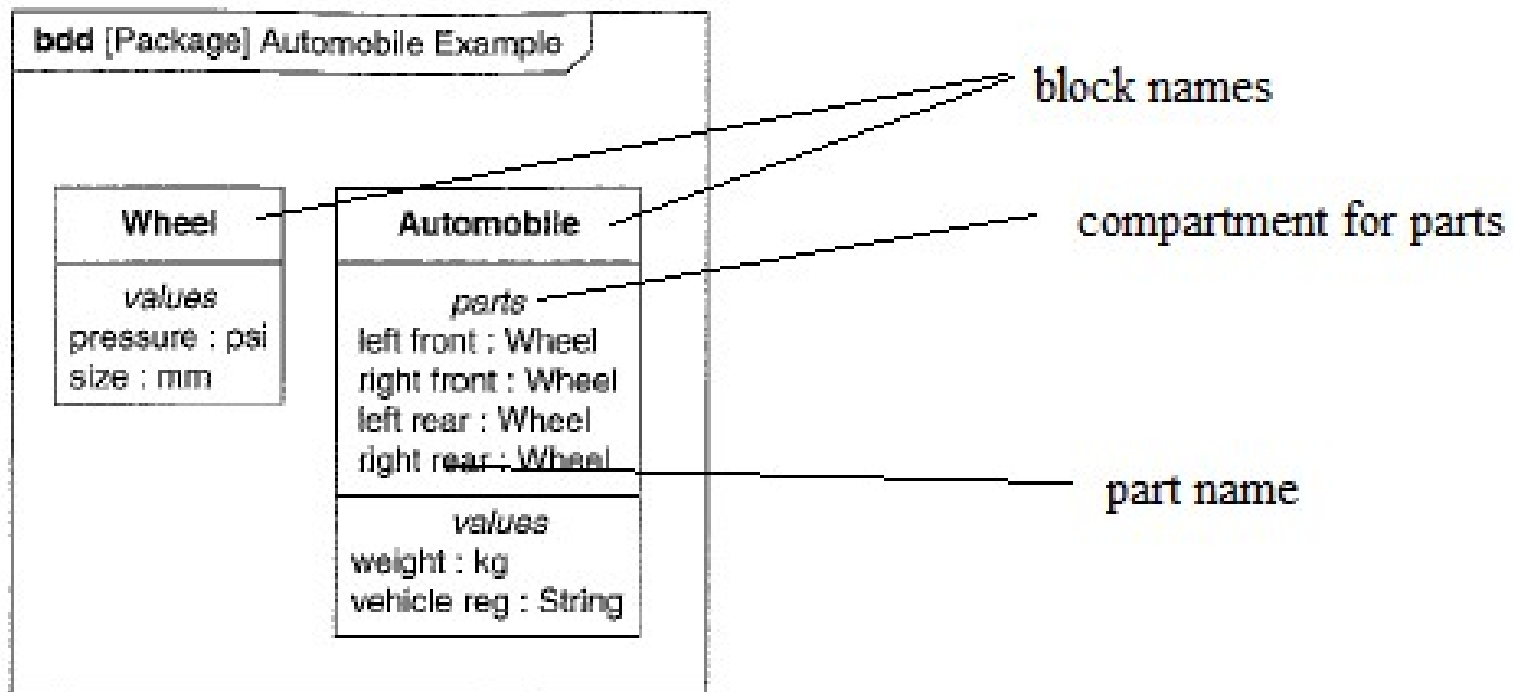 bdd [Package] Automobile Example
block names
Wheel
values
pressure : psi
size : mm
Automobile
parts
left front : Wheel
right front : Wheel
left rear : Wheel
right rear : Wheel
values
weight : kg
vehicle reg : String
compartment for parts
part name